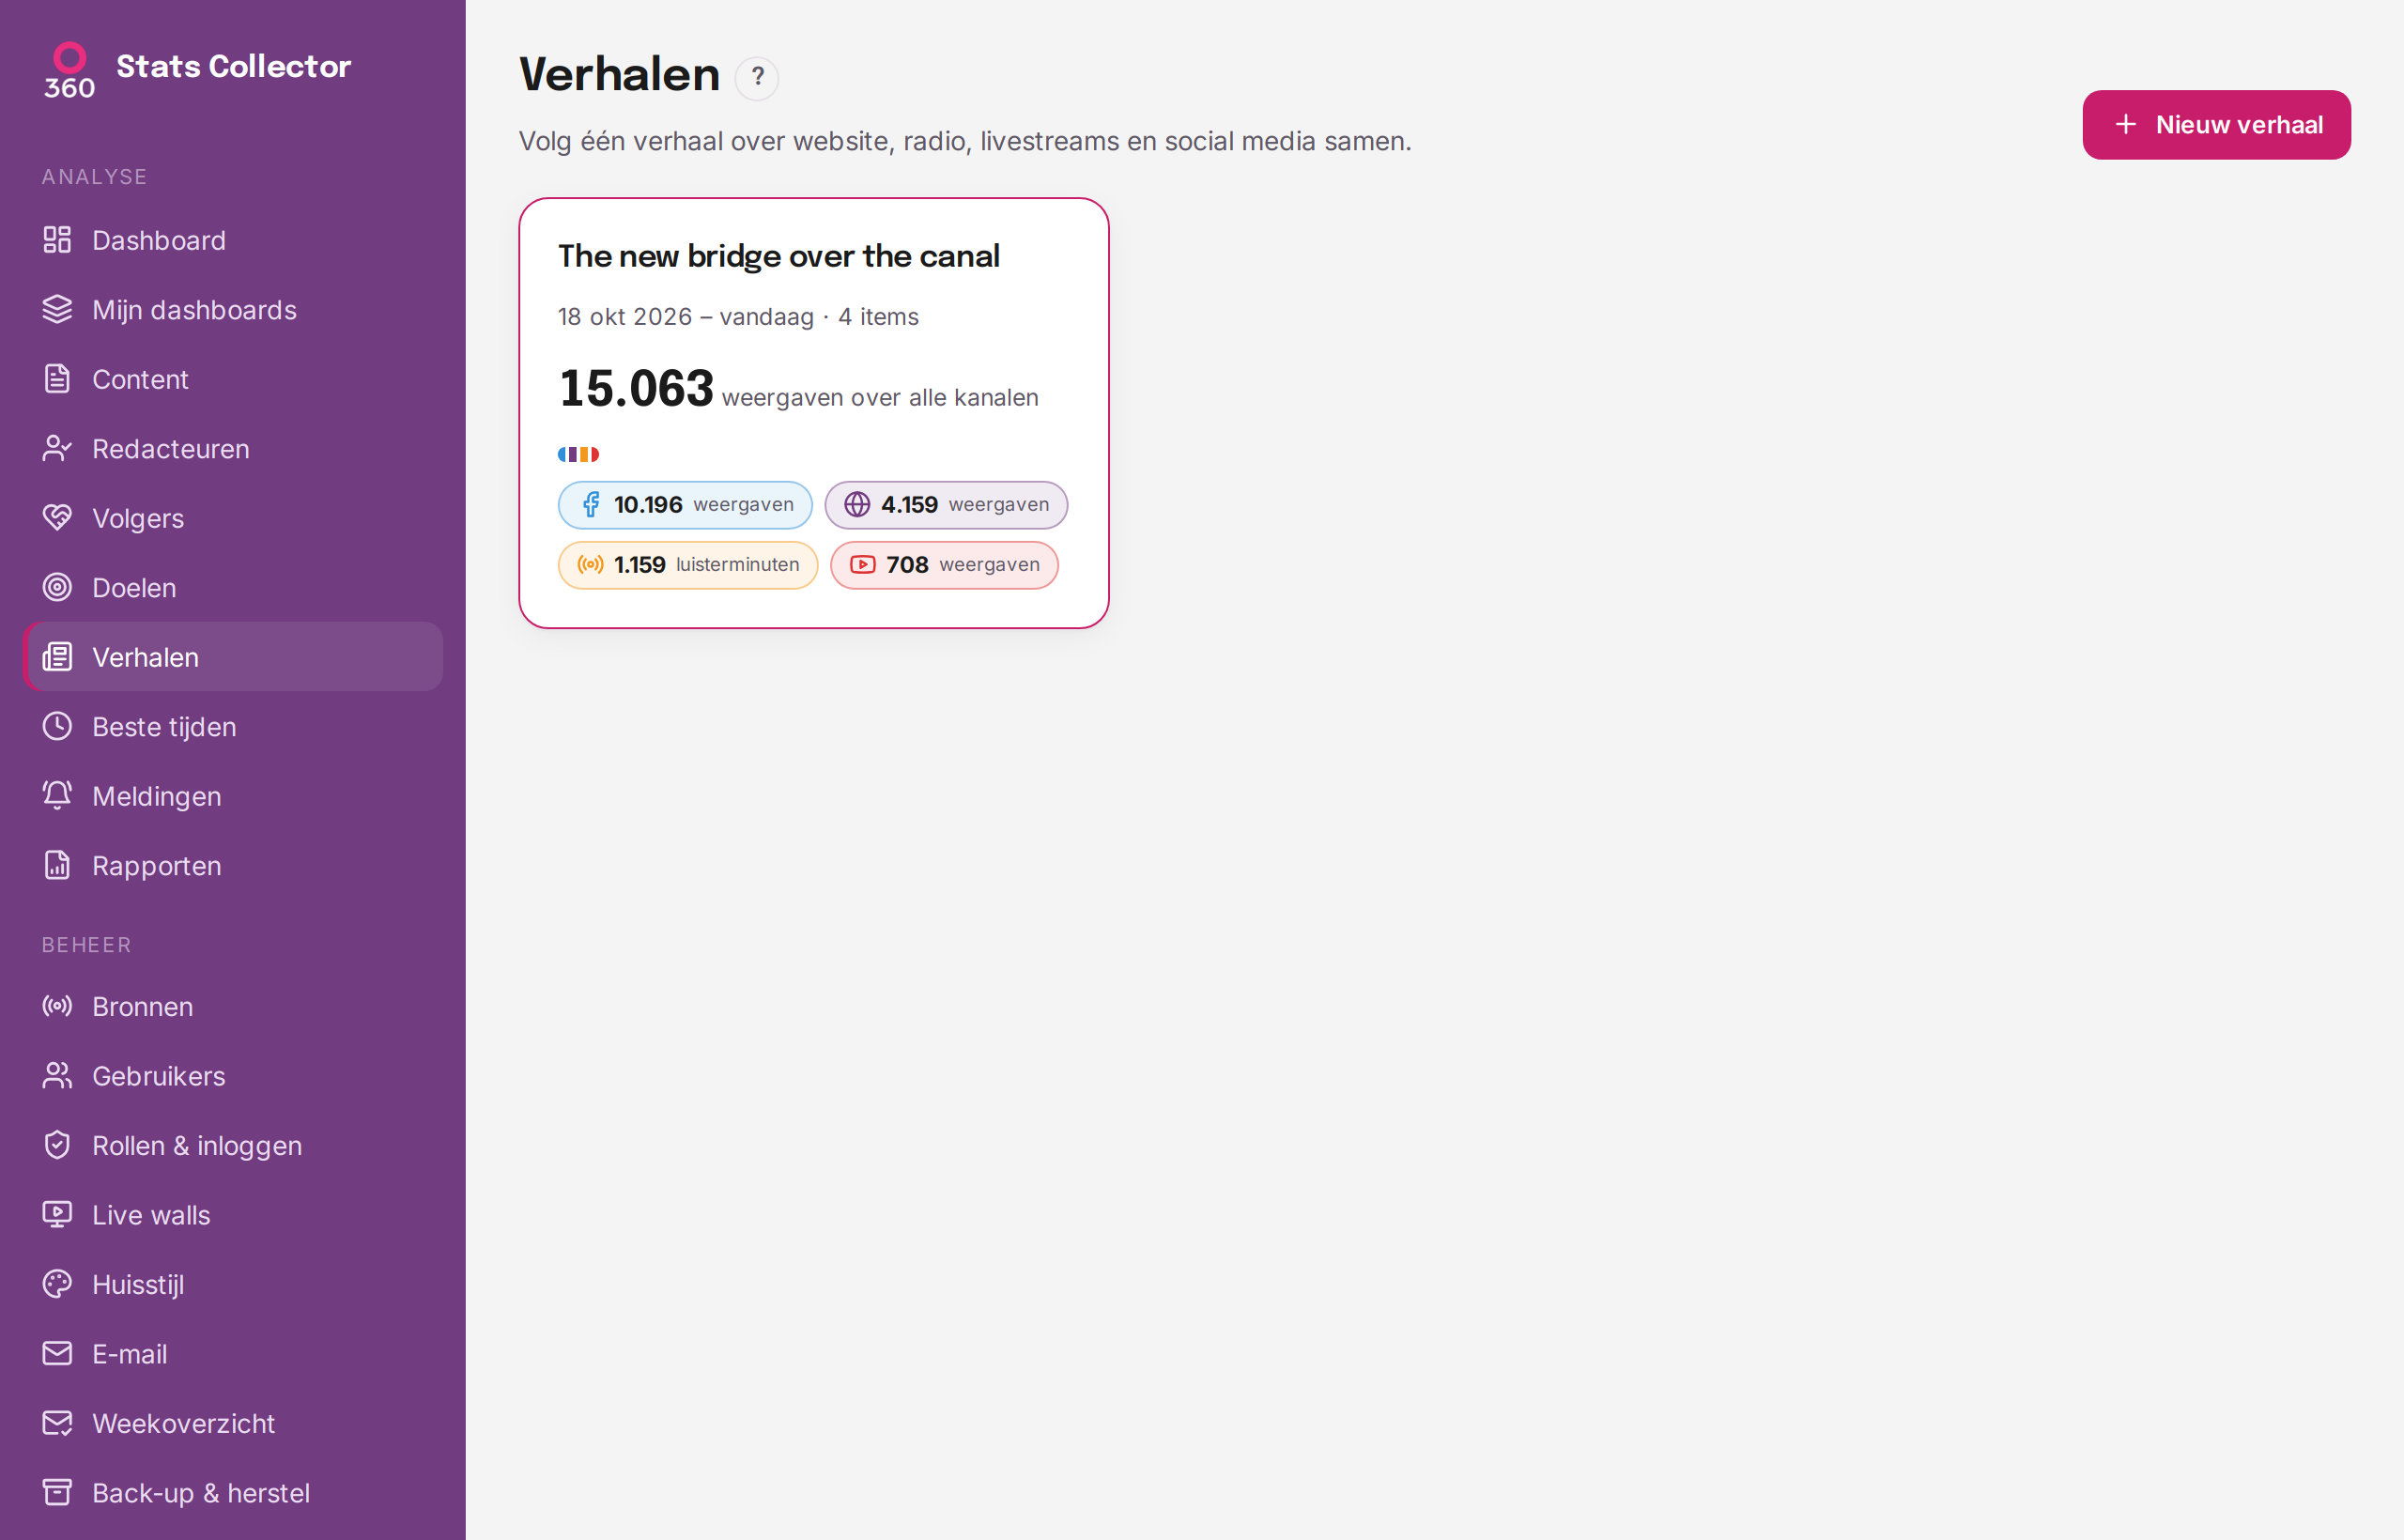 360
Stats Collector
ANALYSE
Dashboard
Mijn dashboards
Content
Redacteuren
Volgers
Doelen
Verhalen
Beste tijden
Meldingen
Rapporten
BEHEER
Bronnen
Gebruikers
Rollen & inloggen
Live walls
Huisstijl
E-mail
Weekoverzicht
Back-up & herstel
Verhalen ?
Volg één verhaal over website, radio, livestreams en social media samen.
+ Nieuw verhaal
The new bridge over the canal
18 okt 2026 – vandaag · 4 items
15.063 weergaven over alle kanalen
10.196 weergaven
4.159 weergaven
1.159 luisterminuten
708 weergaven